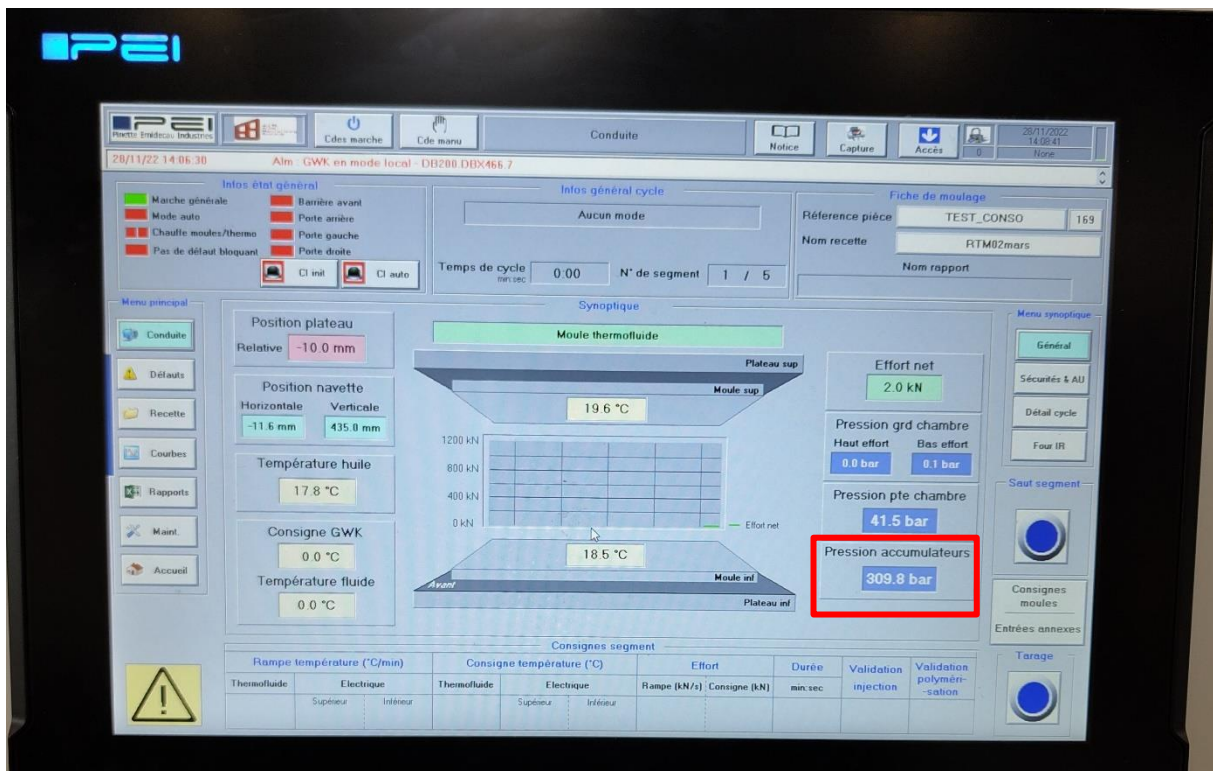 PEI
PEI
Pinette Emidecau Industries
Cdes marche
Cde manu
Conduite
Notice
Capture
Accès
0
28/11/2022
14:08:41
None
28/11/22 14:06:30 Alm : GWK en mode local - DB200.DBX466.7
Infos état général
Marche générale
Barrière avant
Mode auto
Porte arrière
Chauffe moules/thermo
Porte gauche
Pas de défaut bloquant
Porte droite
CI init
CI auto
Infos général cycle
Aucun mode
Temps de cycle
min:sec
0:00
N° de segment
1 / 5
Fiche de moulage
Réference pièce
TEST_CONSO
169
Nom recette
RTM02mars
Nom rapport
Menu principal
Conduite
Défauts
Recette
Courbes
Rapports
Maint.
Accueil
Position plateau
Relative
-10.0 mm
Position navette
Horizontale Verticale
-11.6 mm 435.0 mm
Température huile
17.8 °C
Consigne GWK
0.0 °C
Température fluide
0.0 °C
Synoptique
Moule thermofluide
Plateau sup
Moule sup
19.6 °C
1200 kN
800 kN
400 kN
0 kN
Effort net
18.5 °C
Avant
Moule inf
Plateau inf
Effort net
2.0 kN
Pression grd chambre
Haut effort Bas effort
0.0 bar 0.1 bar
Pression pte chambre
41.5 bar
Pression accumulateurs
309.8 bar
Menu synoptique
Général
Sécurités & AU
Détail cycle
Four IR
Saut segment
Consignes
moules
Entrées annexes
Tarage
Consignes segment
Rampe température (°C/min)
Consigne température (°C)
Effort
Durée
Validation
injection
Validation
polyméri-
-sation
Thermofluide
Electrique
Supérieur Inférieur
Thermofluide
Electrique
Supérieur Inférieur
Rampe (kN/s)
Consigne (kN)
min:sec